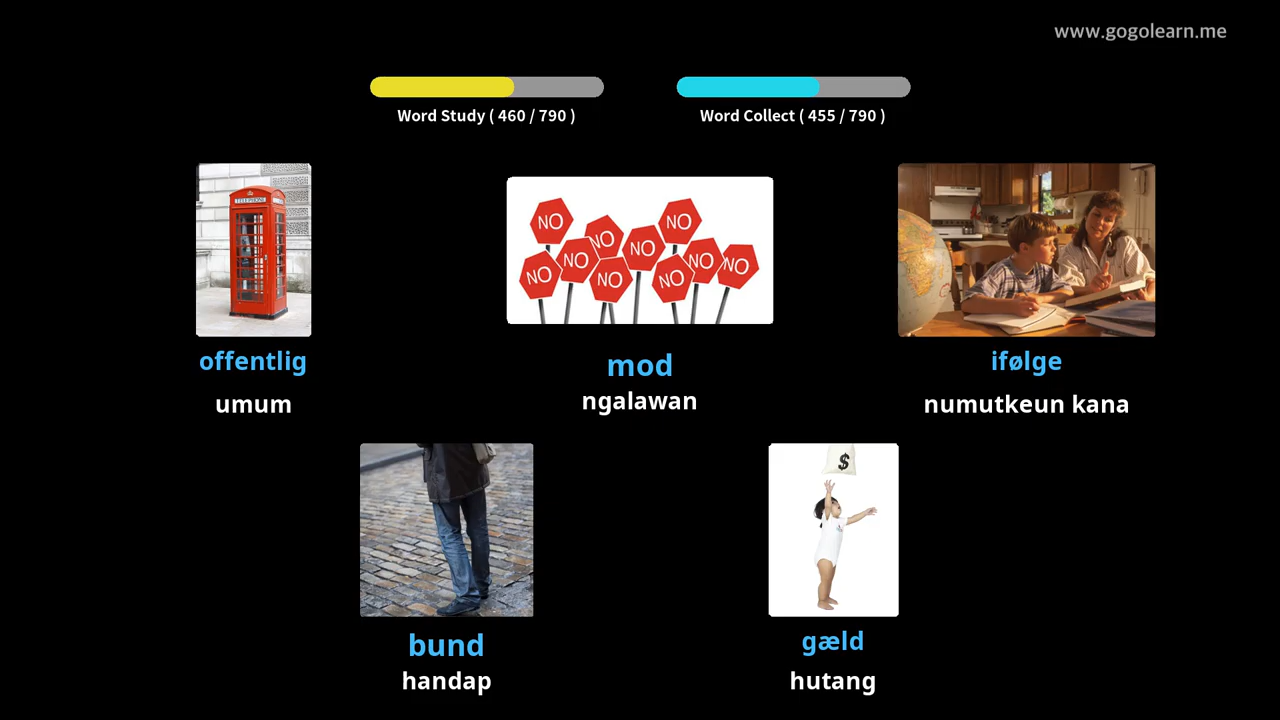 www.gogolearn.me
Word Study ( 460 / 790 )
Word Collect ( 455 / 790 )
TELEPHONE
NO
NO
NO
NO
NO
NO
NO
NO
NO
NO
offentlig
umum
mod
ngalawan
ifølge
numutkeun kana
$
bund
handap
gæld
hutang